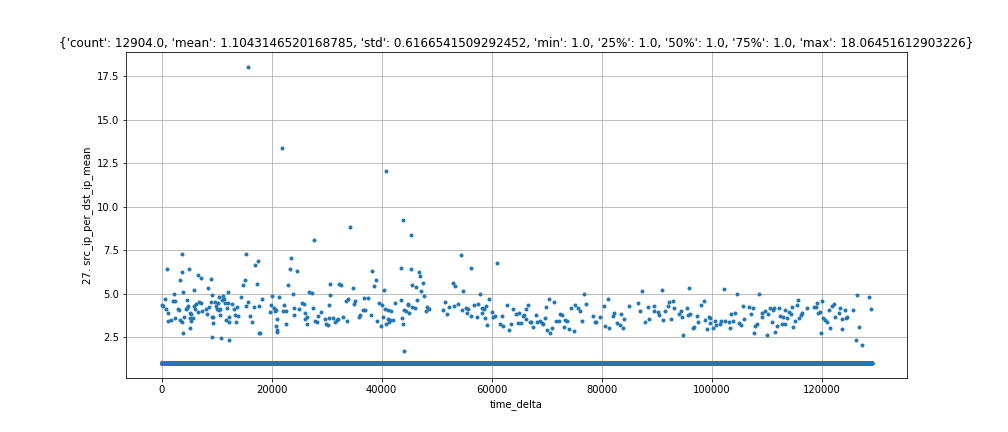 {'count': 12904.0, 'mean': 1.1043146520168785, 'std': 0.6166541509292452, 'min': 1.0, '25%': 1.0, '50%': 1.0, '75%': 1.0, 'max': 18.06451612903226}
17.5
15.0
12.5
10.0
7.5
5.0
2.5
27. src_ip_per_dst_ip_mean
0 20000 40000 60000 80000 100000 120000
time_delta